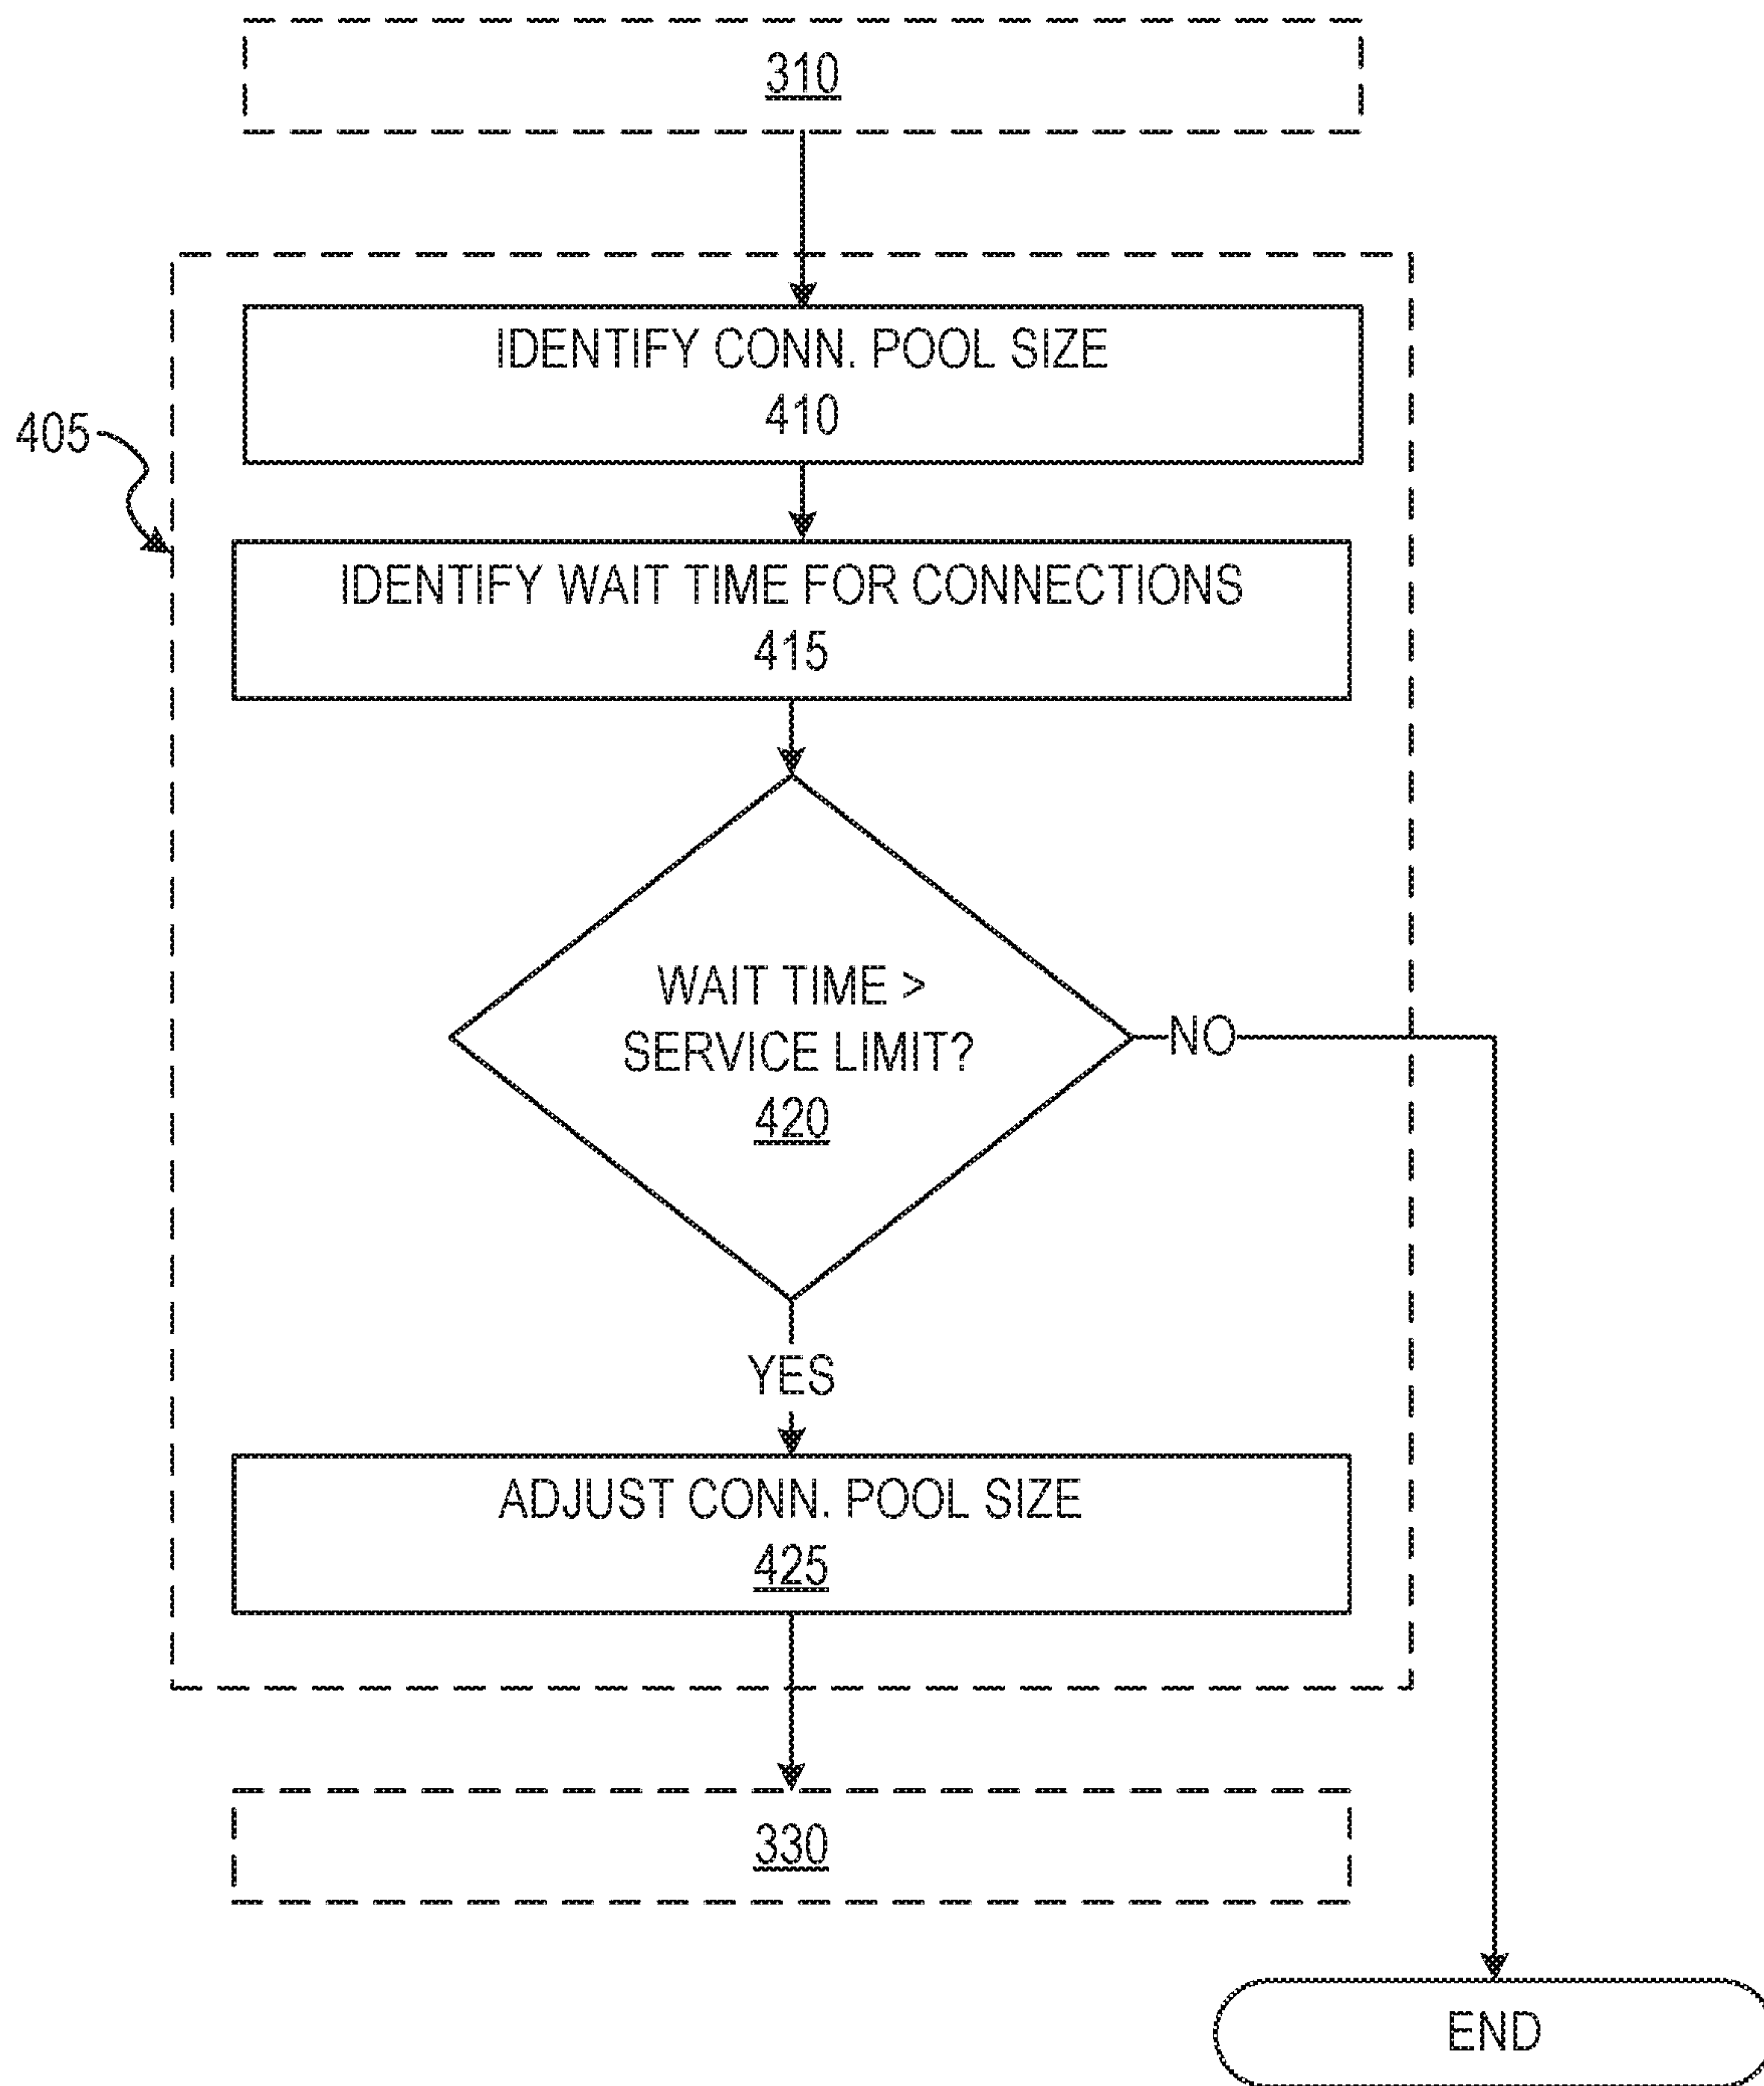 310
IDENTIFY CONN. POOL SIZE
410
405
IDENTIFY WAIT TIME FOR CONNECTIONS
415
WAIT TIME >
SERVICE LIMIT?
420
NO
YES
ADJUST CONN. POOL SIZE
425
330
END